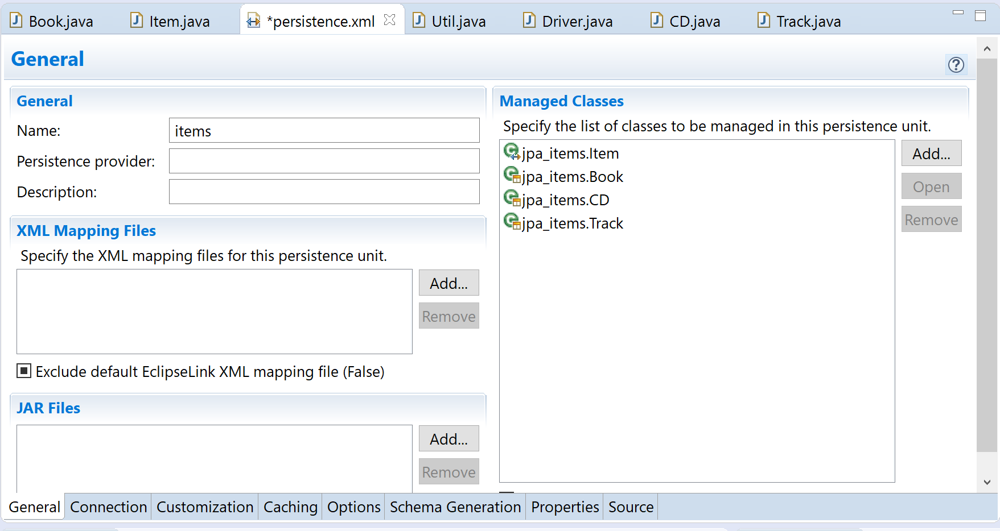 Book.java Item.java *persistence.xml Util.java Driver.java CD.java Track.java
General
General
Name: items
Persistence provider:
Description:
XML Mapping Files
Specify the XML mapping files for this persistence unit.
Add...
Remove
Exclude default EclipseLink XML mapping file (False)
JAR Files
Add...
Remove
Managed Classes
Specify the list of classes to be managed in this persistence unit.
jpa_items.Item
jpa_items.Book
jpa_items.CD
jpa_items.Track
Add...
Open
Remove
General Connection Customization Caching Options Schema Generation Properties Source